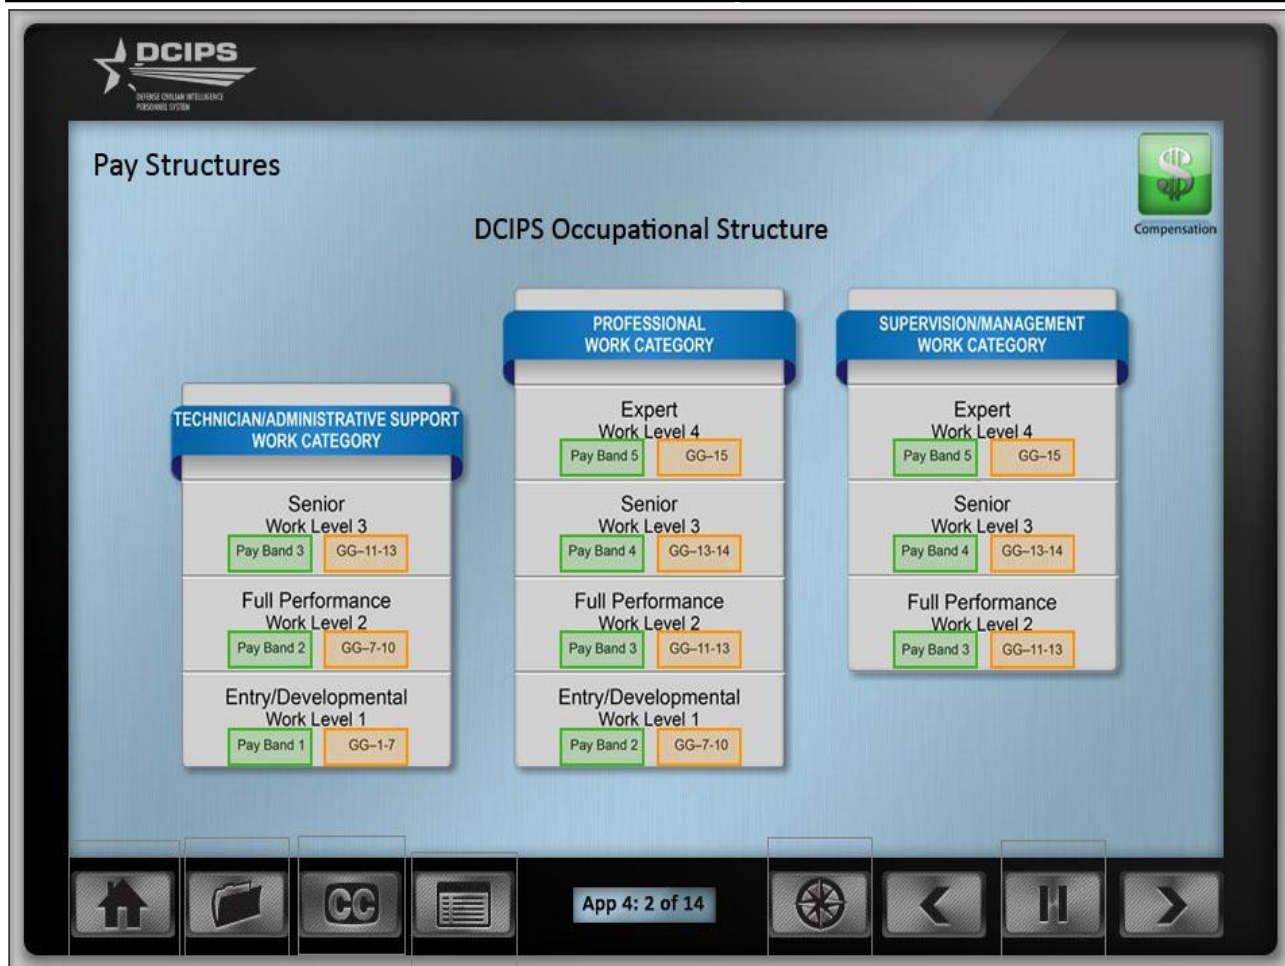 DCIPS
DEFENSE CIVILIAN INTELLIGENCE
PERSONNEL SYSTEM
Pay Structures
$
Compensation
DCIPS Occupational Structure
TECHNICIAN/ADMINISTRATIVE SUPPORT
WORK CATEGORY
Senior
Work Level 3
Pay Band 3 GG–11-13
Full Performance
Work Level 2
Pay Band 2 GG–7-10
Entry/Developmental
Work Level 1
Pay Band 1 GG–1-7
PROFESSIONAL
WORK CATEGORY
Expert
Work Level 4
Pay Band 5 GG–15
Senior
Work Level 3
Pay Band 4 GG–13-14
Full Performance
Work Level 2
Pay Band 3 GG–11-13
Entry/Developmental
Work Level 1
Pay Band 2 GG–7-10
SUPERVISION/MANAGEMENT
WORK CATEGORY
Expert
Work Level 4
Pay Band 5 GG–15
Senior
Work Level 3
Pay Band 4 GG–13-14
Full Performance
Work Level 2
Pay Band 3 GG–11-13
CC
App 4: 2 of 14